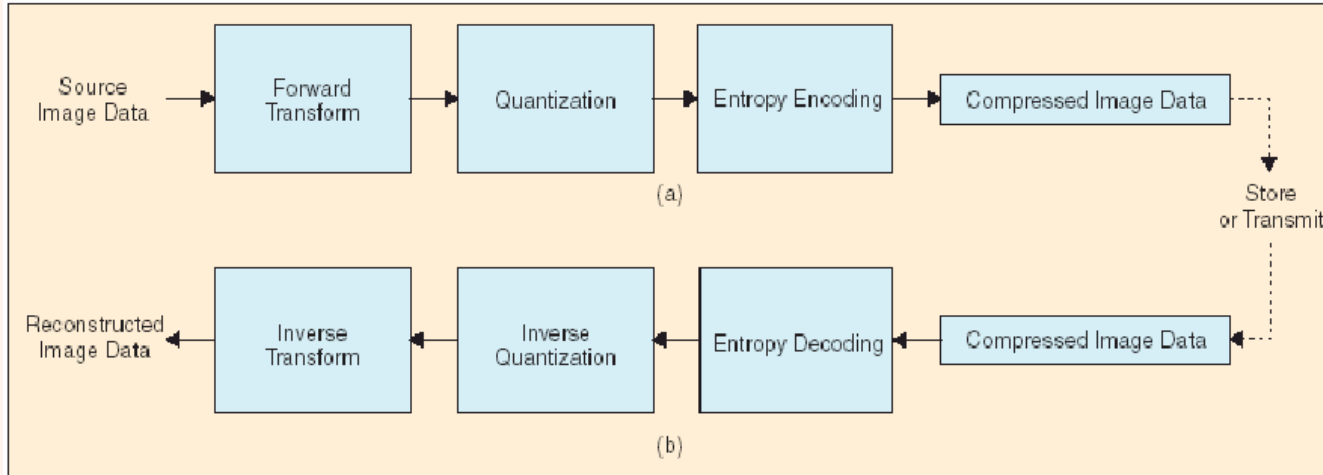 Source
Image Data
Forward
Transform
Quantization
Entropy Encoding
Compressed Image Data
(a)
Store
or Transmit
Reconstructed
Image Data
Inverse
Transform
Inverse
Quantization
Entropy Decoding
Compressed Image Data
(b)